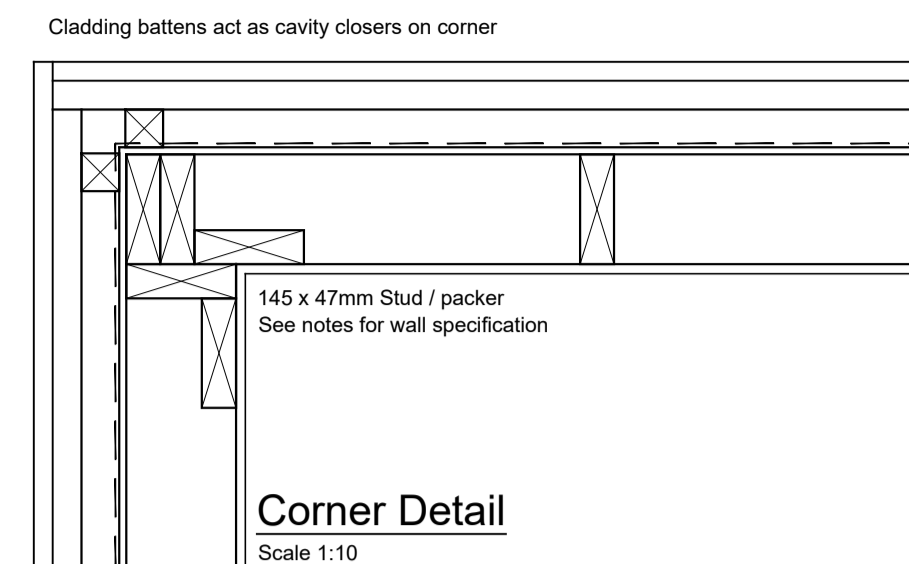 Cladding battens act as cavity closers on corner
145 x 47mm Stud / packer
See notes for wall specification
Corner Detail
Scale 1:10